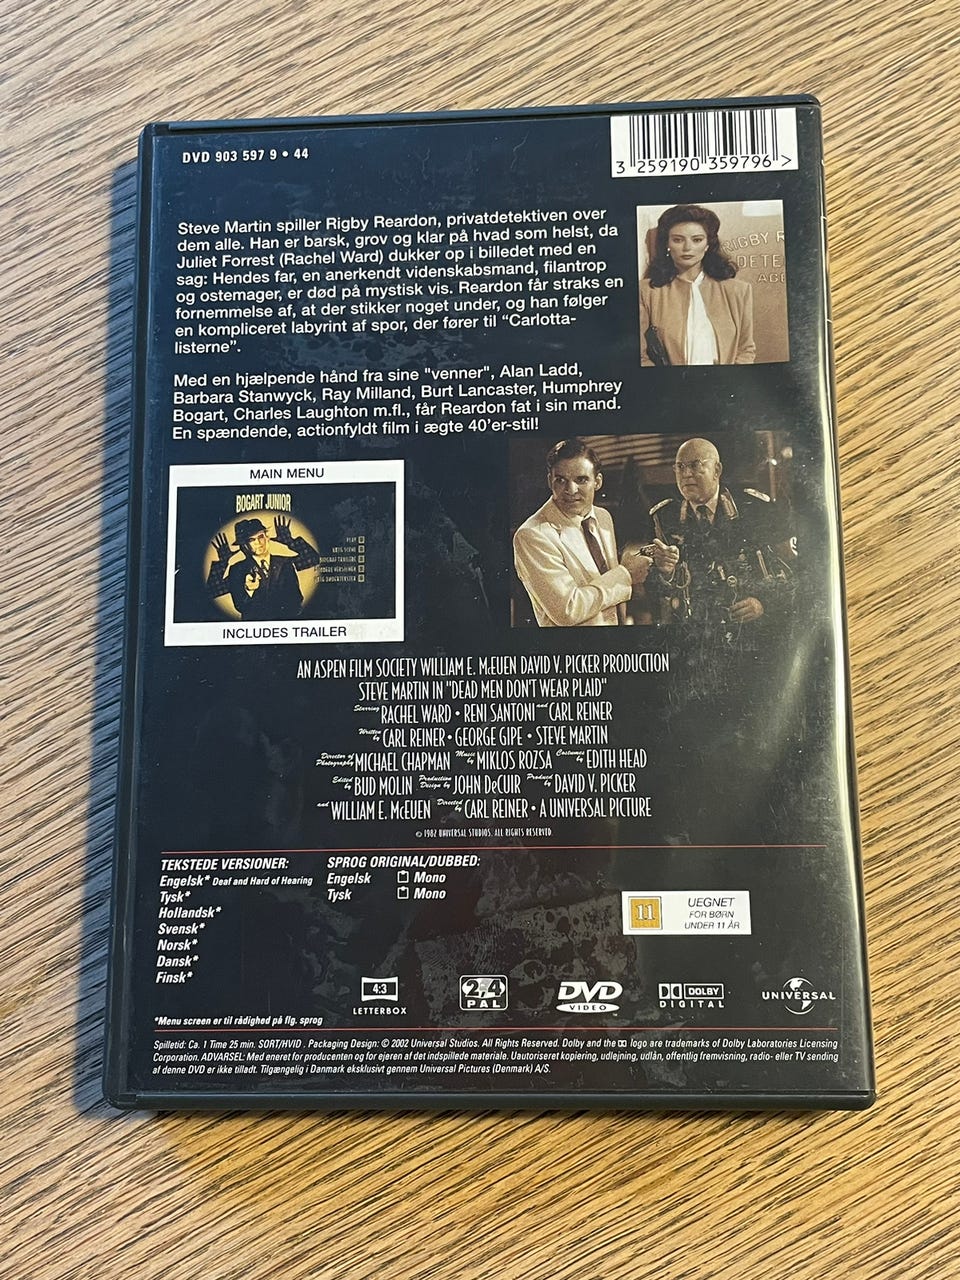 DVD 903 597 9 • 44
3 259190 359796 >
Steve Martin spiller Rigby Reardon, privatdetektiven over
dem alle. Han er barsk, grov og klar på hvad som helst, da
Juliet Forrest (Rachel Ward) dukker op i billedet med en
sag: Hendes far, en anerkendt videnskabsmand, filantrop
og ostemager, er død på mystisk vis. Reardon får straks en
fornemmelse af, at der stikker noget under, og han følger
en kompliceret labyrint af spor, der fører til “Carlotta-
listerne”.
RIGBY R
DETE
AGE
Med en hjælpende hånd fra sine "venner", Alan Ladd,
Barbara Stanwyck, Ray Milland, Burt Lancaster, Humphrey
Bogart, Charles Laughton m.fl., får Reardon fat i sin mand.
En spændende, actionfyldt film i ægte 40’er-stil!
MAIN MENU
BOGART JUNIOR
PLAY
VÆLG SCENE
BIOGRAF TRAILERE
INCLUDES TRAILER
AN ASPEN FILM SOCIETY WILLIAM E. McEUEN DAVID V. PICKER PRODUCTION
STEVE MARTIN IN "DEAD MEN DON'T WEAR PLAID"
Starring RACHEL WARD • RENI SANTONI and CARL REINER
Written by CARL REINER • GEORGE GIPE • STEVE MARTIN
Director of Photography MICHAEL CHAPMAN Music by MIKLOS ROZSA Costumes by EDITH HEAD
Edited by BUD MOLIN Production Design by JOHN DeCUIR Produced by DAVID V. PICKER
and WILLIAM E. McEUEN Directed by CARL REINER • A UNIVERSAL PICTURE
© 1982 UNIVERSAL STUDIOS. ALL RIGHTS RESERVED.
TEKSTEDE VERSIONER:
Engelsk* Deaf and Hard of Hearing
Tysk*
Hollandsk*
Svensk*
Norsk*
Dansk*
Finsk*
SPROG ORIGINAL/DUBBED:
Engelsk Mono
Tysk Mono
11
UEGNET
FOR BØRN
UNDER 11 ÅR
4:3
LETTERBOX
2,4
PAL
DVD
VIDEO
DOLBY
DIGITAL
UNIVERSAL
*Menu screen er til rådighed på flg. sprog
Spilletid: Ca. 1 Time 25 min. SORT/HVID . Packaging Design: © 2002 Universal Studios. All Rights Reserved. Dolby and the logo are trademarks of Dolby Laboratories Licensing
Corporation. ADVARSEL: Med eneret for producenten og for ejeren af det indspillede materiale. Uautoriseret kopiering, udlejning, udlån, offentlig fremvisning, radio- eller TV sending
af denne DVD er ikke tilladt. Tilgængelig i Danmark eksklusivt gennem Universal Pictures (Denmark) A/S.